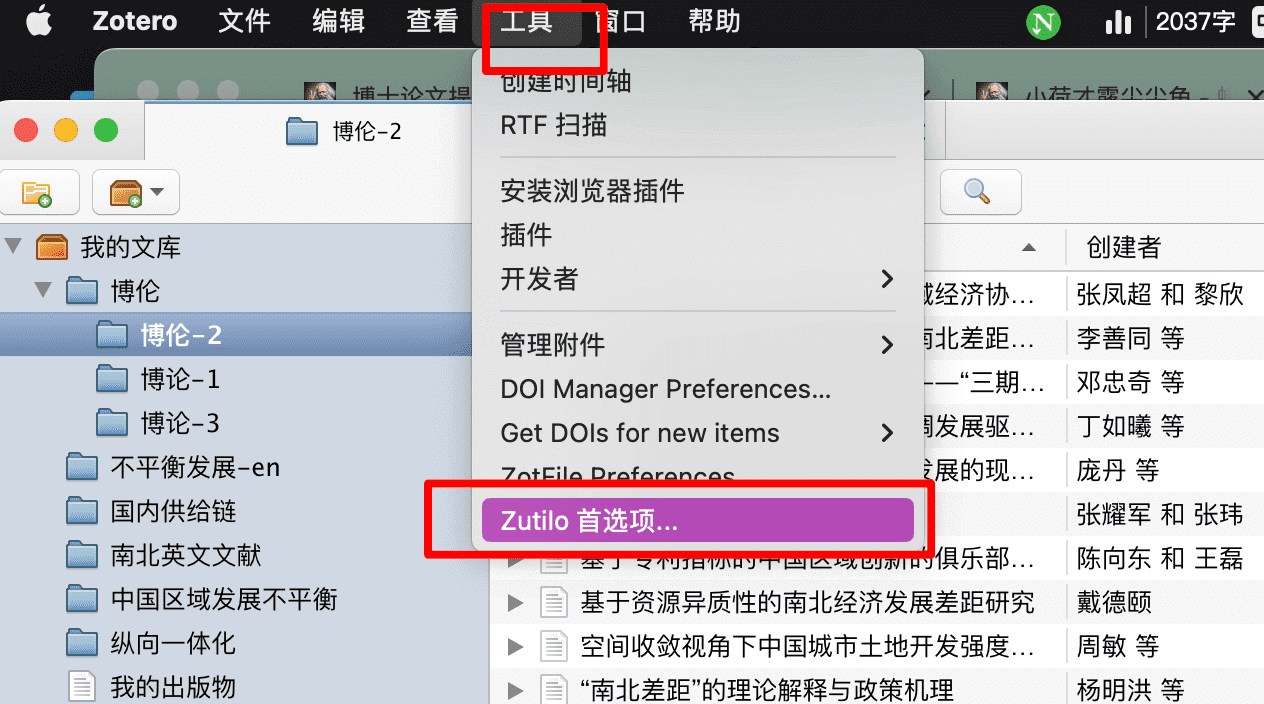 Zotero 文件 编辑 查看 工具 窗口 帮助 N 2037字
博士论文提
小荷才露尖尖角 -
博伦-2
创建时间轴
RTF 扫描
安装浏览器插件
插件
开发者
管理附件
DOI Manager Preferences...
Get DOIs for new items
ZotFile Preferences...
Zutilo 首选项...
我的文库
博伦
博伦-2
博论-1
博论-3
不平衡发展-en
国内供给链
南北英文文献
中国区域发展不平衡
纵向一体化
我的出版物
创建者
域经济协... 张凤超 和 黎欣
南北差距... 李善同 等
—“三期... 邓忠奇 等
调发展驱... 丁如曦 等
发展的现... 庞丹 等
张耀军 和 张玮
基于专利指标的中国区域创新的俱乐部... 陈向东 和 王磊
基于资源异质性的南北经济发展差距研究 戴德颐
空间收敛视角下中国城市土地开发强度... 周敏 等
“南北差距”的理论解释与政策机理 杨明洪 等